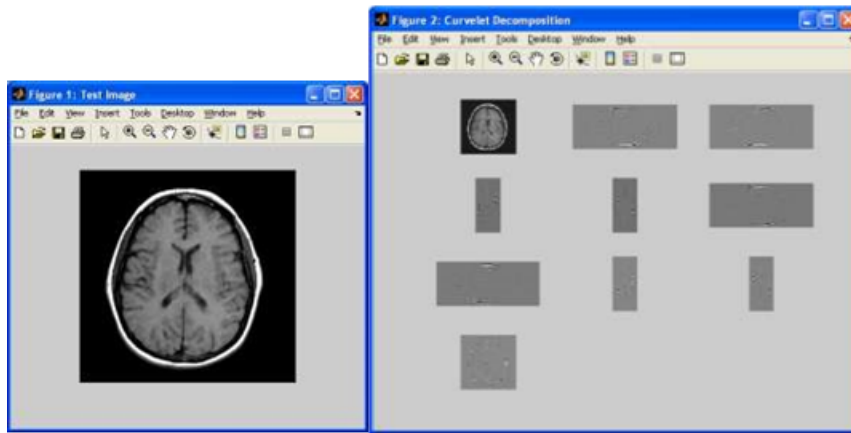 Figure 1: Test Image
File Edit View Insert Tools Desktop Window Help
Figure 2: Curvelet Decomposition
File Edit View Insert Tools Desktop Window Help